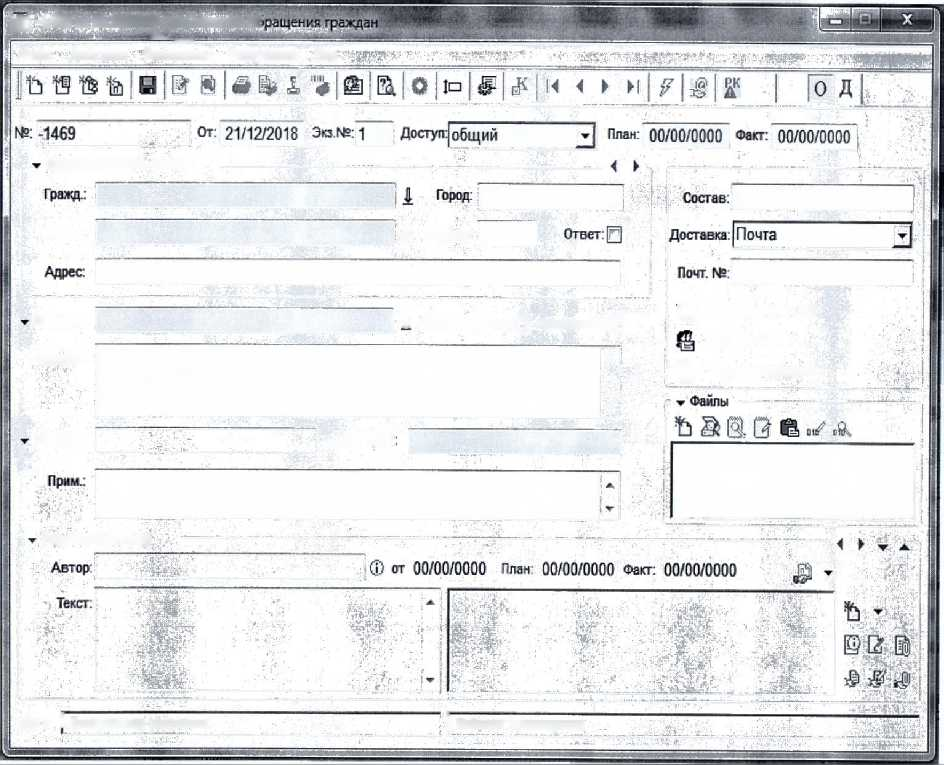 ращения граждан
К РК О Д
№: -1469 От: 21/12/2018 Экз.№: 1 Доступ: общий План: 00/00/0000 Факт: 00/00/0000
Гражд.: Город: Состав:
Ответ: Доставка: Почта
Адрес: Почт. №:
Файлы
:
Прим.:
Автор: от 00/00/0000 План: 00/00/0000 Факт: 00/00/0000
Текст: